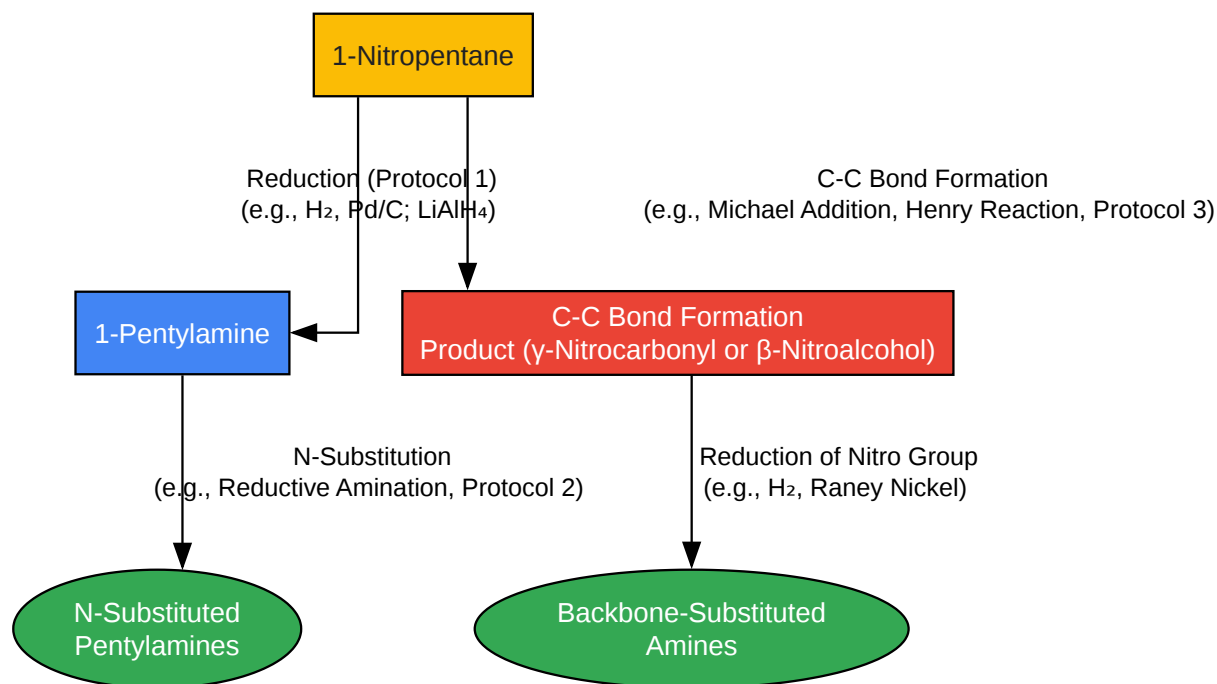 1-Nitropentane
Reduction (Protocol 1)
(e.g., H₂, Pd/C; LiAlH₄)
C-C Bond Formation
(e.g., Michael Addition, Henry Reaction, Protocol 3)
1-Pentylamine
C-C Bond Formation
Product (γ-Nitrocarbonyl or β-Nitroalcohol)
N-Substitution
(e.g., Reductive Amination, Protocol 2)
Reduction of Nitro Group
(e.g., H₂, Raney Nickel)
N-Substituted
Pentylamines
Backbone-Substituted
Amines